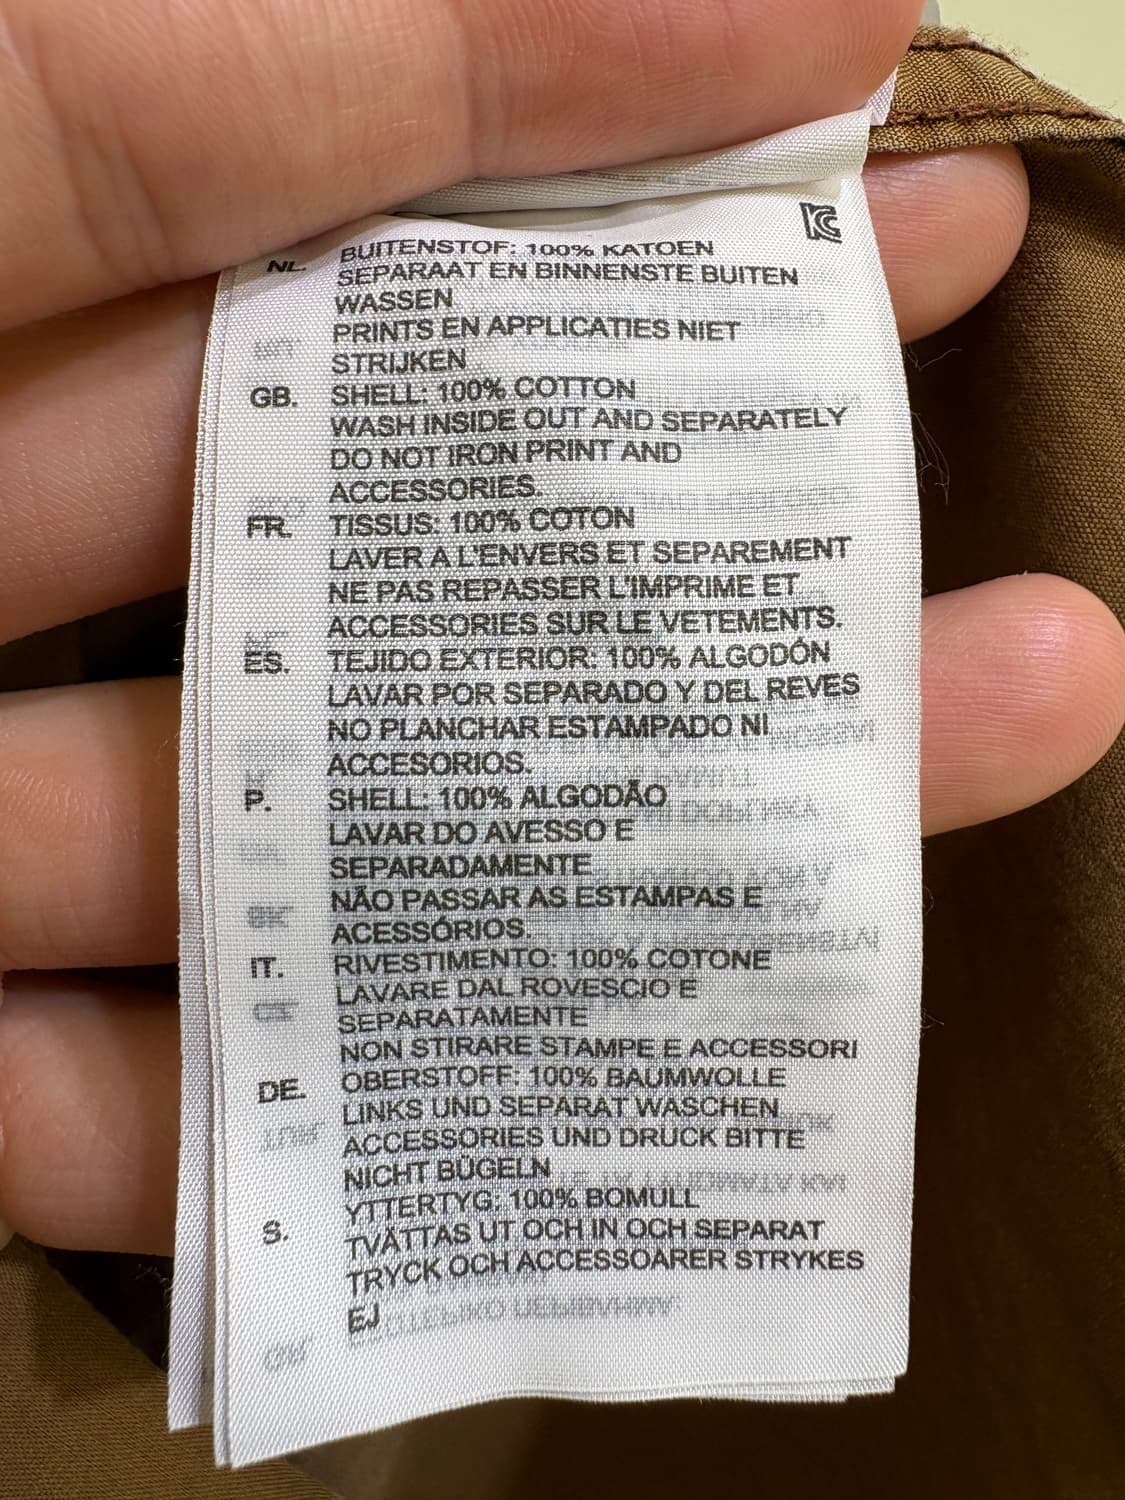 NL. BUITENSTOF: 100% KATOEN
SEPARAAT EN BINNENSTE BUITEN
WASSEN
PRINTS EN APPLICATIES NIET
STRIJKEN
GB. SHELL: 100% COTTON
WASH INSIDE OUT AND SEPARATELY
DO NOT IRON PRINT AND
ACCESSORIES.
FR. TISSUS: 100% COTON
LAVER A L'ENVERS ET SEPAREMENT
NE PAS REPASSER L'IMPRIME ET
ACCESSORIES SUR LE VETEMENTS.
ES. TEJIDO EXTERIOR: 100% ALGODÓN
LAVAR POR SEPARADO Y DEL REVES
NO PLANCHAR ESTAMPADO NI
ACCESORIOS.
P. SHELL: 100% ALGODÃO
LAVAR DO AVESSO E
SEPARADAMENTE
NÃO PASSAR AS ESTAMPAS E
ACESSÓRIOS.
IT. RIVESTIMENTO: 100% COTONE
LAVARE DAL ROVESCIO E
SEPARATAMENTE
NON STIRARE STAMPE E ACCESSORI
DE. OBERSTOFF: 100% BAUMWOLLE
LINKS UND SEPARAT WASCHEN
ACCESSORIES UND DRUCK BITTE
NICHT BÜGELN
S. YTTERTYG: 100% BOMULL
TVÄTTAS UT OCH IN OCH SEPARAT
TRYCK OCH ACCESSOARER STRYKES
EJ